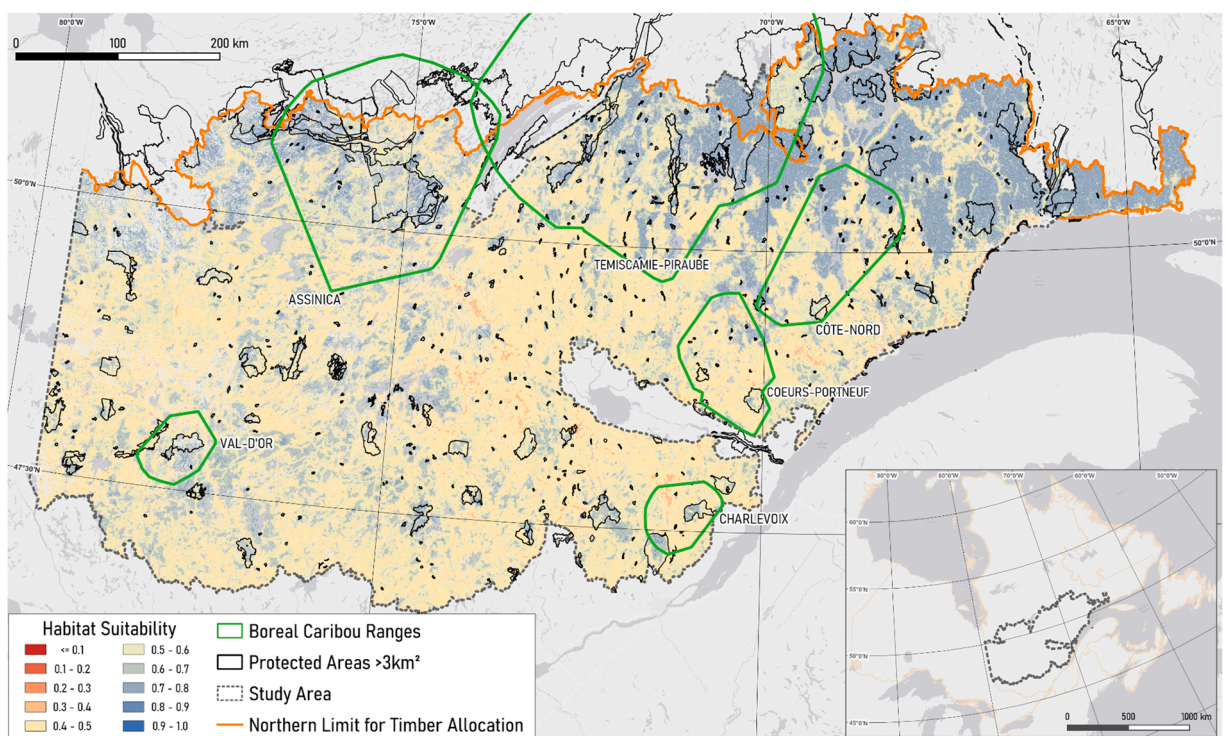 80°0'W
75°0'W
70°0'W
65°0'W
0 100 200 km
50°0'N
50°0'N
TEMISCAMIE-PIRAUBE
ASSINICA
CÔTE-NORD
COEURS-PORTNEUF
VAL-D'OR
47°30'N
CHARLEVOIX
Habitat Suitability
<= 0.1
0.1 - 0.2
0.2 - 0.3
0.3 - 0.4
0.4 - 0.5
0.5 - 0.6
0.6 - 0.7
0.7 - 0.8
0.8 - 0.9
0.9 - 1.0
Boreal Caribou Ranges
Protected Areas >3km²
Study Area
Northern Limit for Timber Allocation
90°0'W
80°0'W
70°0'W
60°0'W
50°0'W
60°0'N
55°0'N
50°0'N
45°0'N
0 500 1000 km